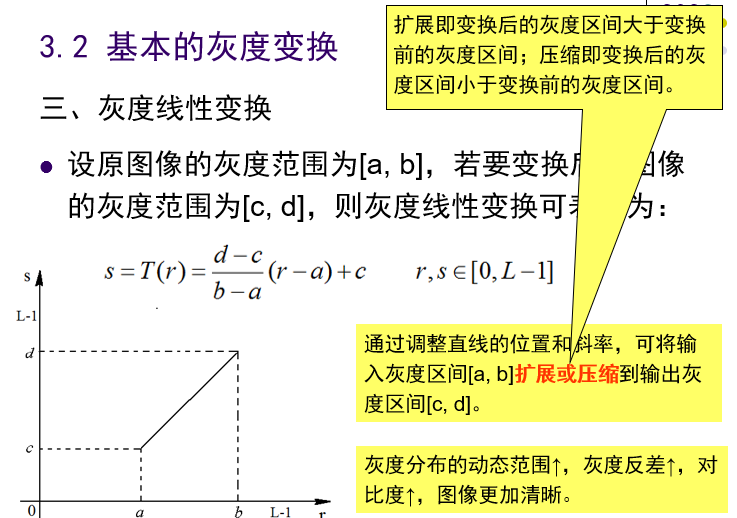 3.2 基本的灰度变换
扩展即变换后的灰度区间大于变换
前的灰度区间；压缩即变换后的灰
度区间小于变换前的灰度区间。
三、灰度线性变换
设原图像的灰度范围为[a, b]，若要变换后 图像
的灰度范围为[c, d]，则灰度线性变换可表 为：
s = T(r) = \frac{d-c}{b-a}(r-a)+c r,s∈[0,L-1]
s
L-1
d
c
0 a b L-1 r
通过调整直线的位置和斜率，可将输
入灰度区间[a, b]扩展或压缩到输出灰
度区间[c, d]。
灰度分布的动态范围↑，灰度反差↑，对
比度↑，图像更加清晰。